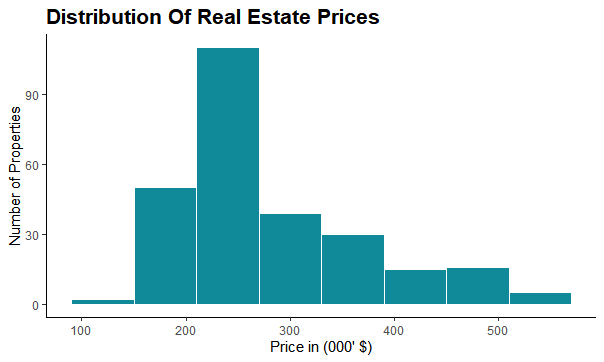 Distribution Of Real Estate Prices
Number of Properties
90
60
30
0
100 200 300 400 500
Price in (000' $)